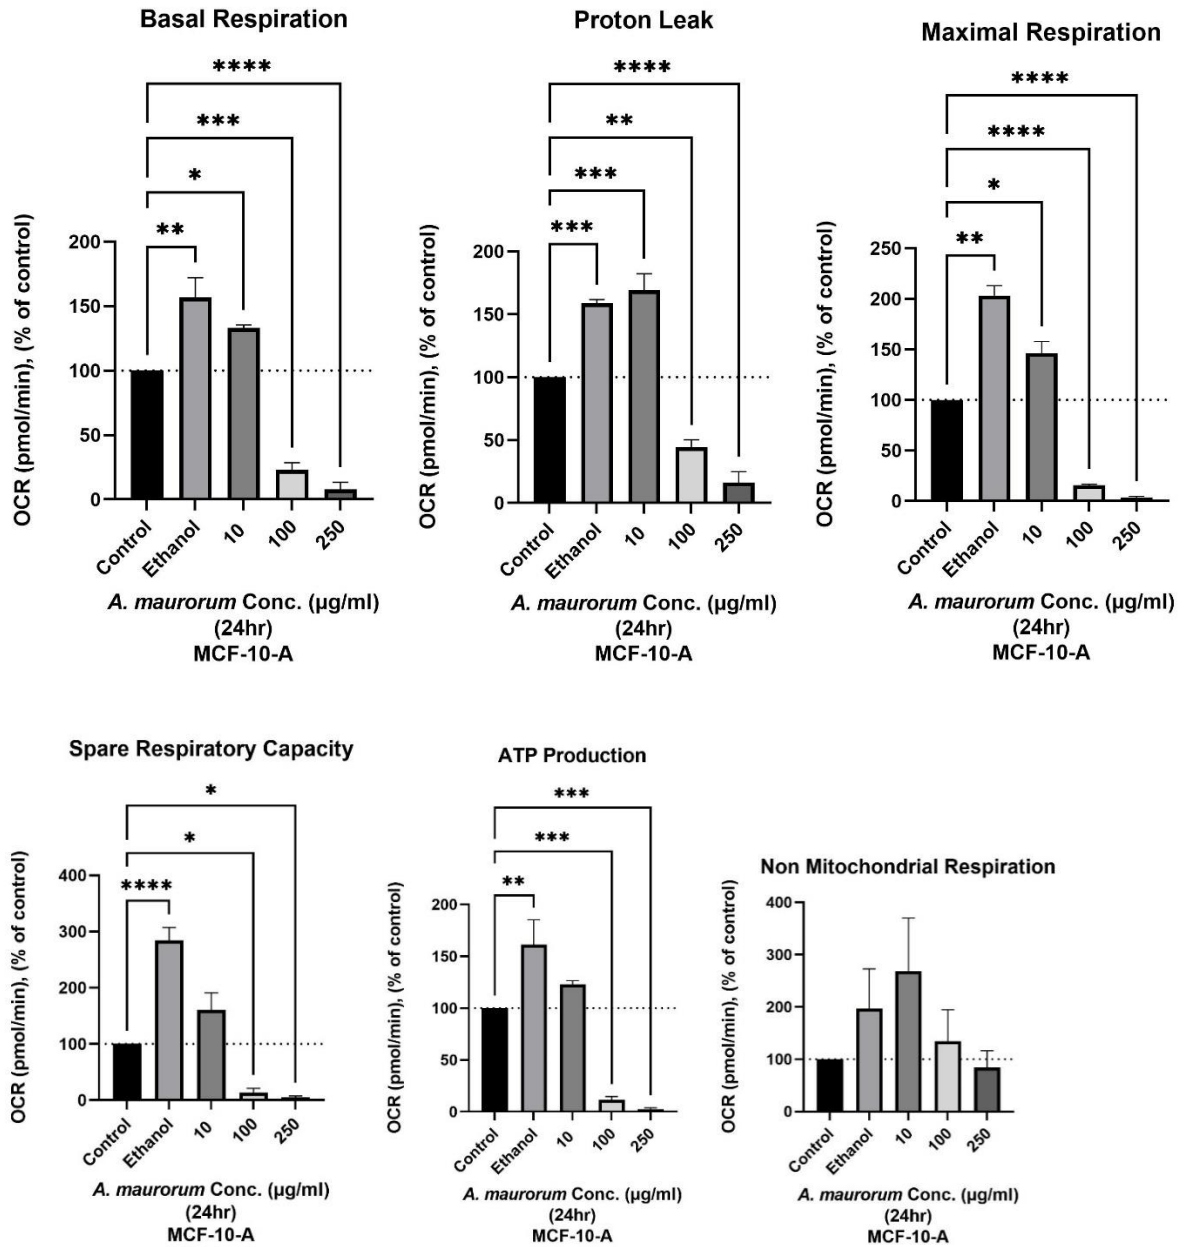 Basal Respiration
****
***
*
**
OCR (pmol/min), (% of control)
200
150
100
50
0
Control
Ethanol
10
100
250
A. maurorum Conc. (µg/ml)
(24hr)
MCF-10-A
Proton Leak
****
**
***
***
OCR (pmol/min), (% of control)
200
150
100
50
0
Control
Ethanol
10
100
250
A. maurorum Conc. (µg/ml)
(24hr)
MCF-10-A
Maximal Respiration
****
****
*
**
OCR (pmol/min), (% of control)
250
200
150
100
50
0
Control
Ethanol
10
100
250
A. maurorum Conc. (µg/ml)
(24hr)
MCF-10-A
Spare Respiratory Capacity
*
*
****
OCR (pmol/min), (% of control)
400
300
200
100
0
Control
Ethanol
10
100
250
A. maurorum Conc. (µg/ml)
(24hr)
MCF-10-A
ATP Production
***
***
**
OCR (pmol/min), (% of control)
200
150
100
50
0
Control
Ethanol
10
100
250
A. maurorum Conc. (µg/ml)
(24hr)
MCF-10-A
Non Mitochondrial Respiration
OCR (pmol/min), (% of control)
400
300
200
100
0
Control
Ethanol
10
100
250
A. maurorum Conc. (µg/ml)
(24hr)
MCF-10-A